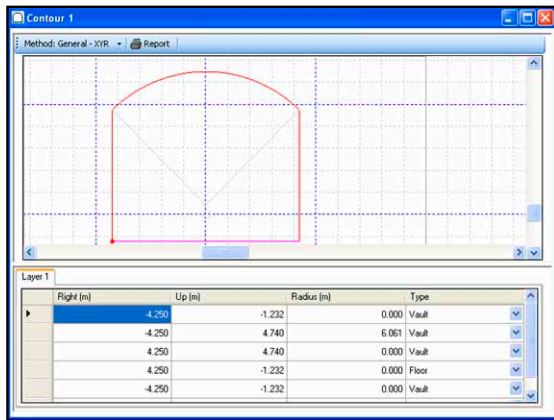 Contour 1
Method: General - XYR Report
Layer 1
Right (m) Up (m) Radius (m) Type
-4.250 -1.232 0.000 Vault
-4.250 4.740 6.061 Vault
4.250 4.740 0.000 Vault
4.250 -1.232 0.000 Floor
-4.250 -1.232 0.000 Vault